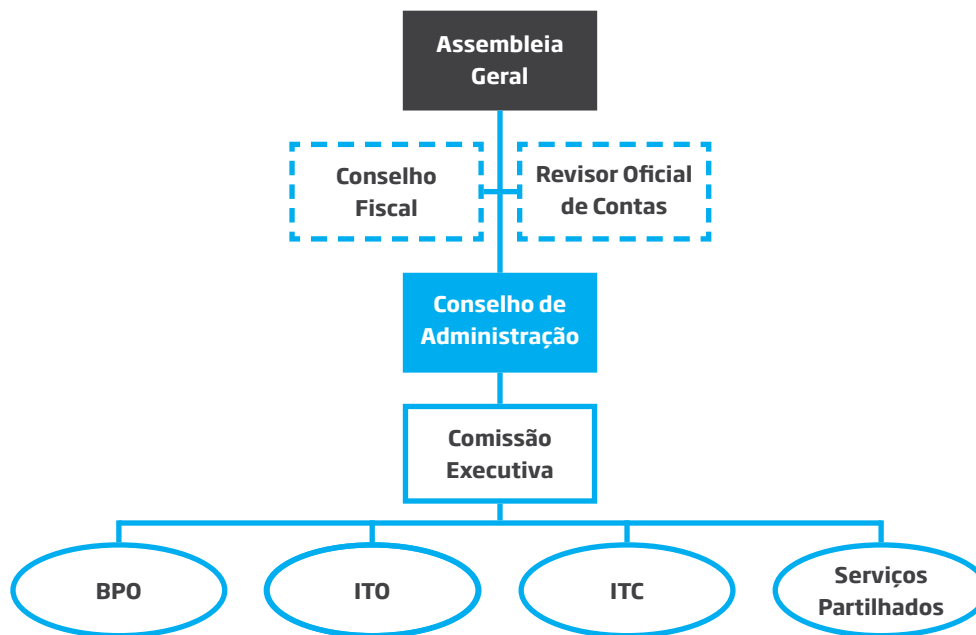 Assembleia
Geral
Conselho
Fiscal
Revisor Oficial
de Contas
Conselho de
Administração
Comissão
Executiva
BPO
ITO
ITC
Serviços
Partilhados